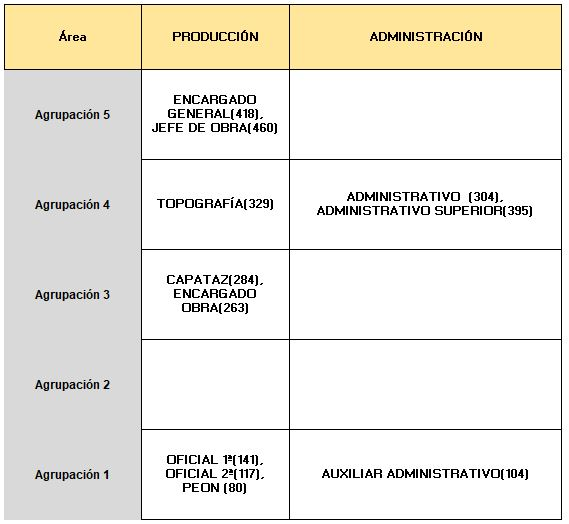 Área PRODUCCIÓN ADMINISTRACIÓN
Agrupación 5
ENCARGADO
GENERAL(418),
JEFE DE OBRA(460)
Agrupación 4
TOPOGRAFÍA(329)
ADMINISTRATIVO (304),
ADMINISTRATIVO SUPERIOR(395)
Agrupación 3
CAPATAZ(284),
ENCARGADO
OBRA(263)
Agrupación 2
Agrupación 1
OFICIAL 1ª(141),
OFICIAL 2ª(117),
PEON (80)
AUXILIAR ADMINISTRATIVO(104)